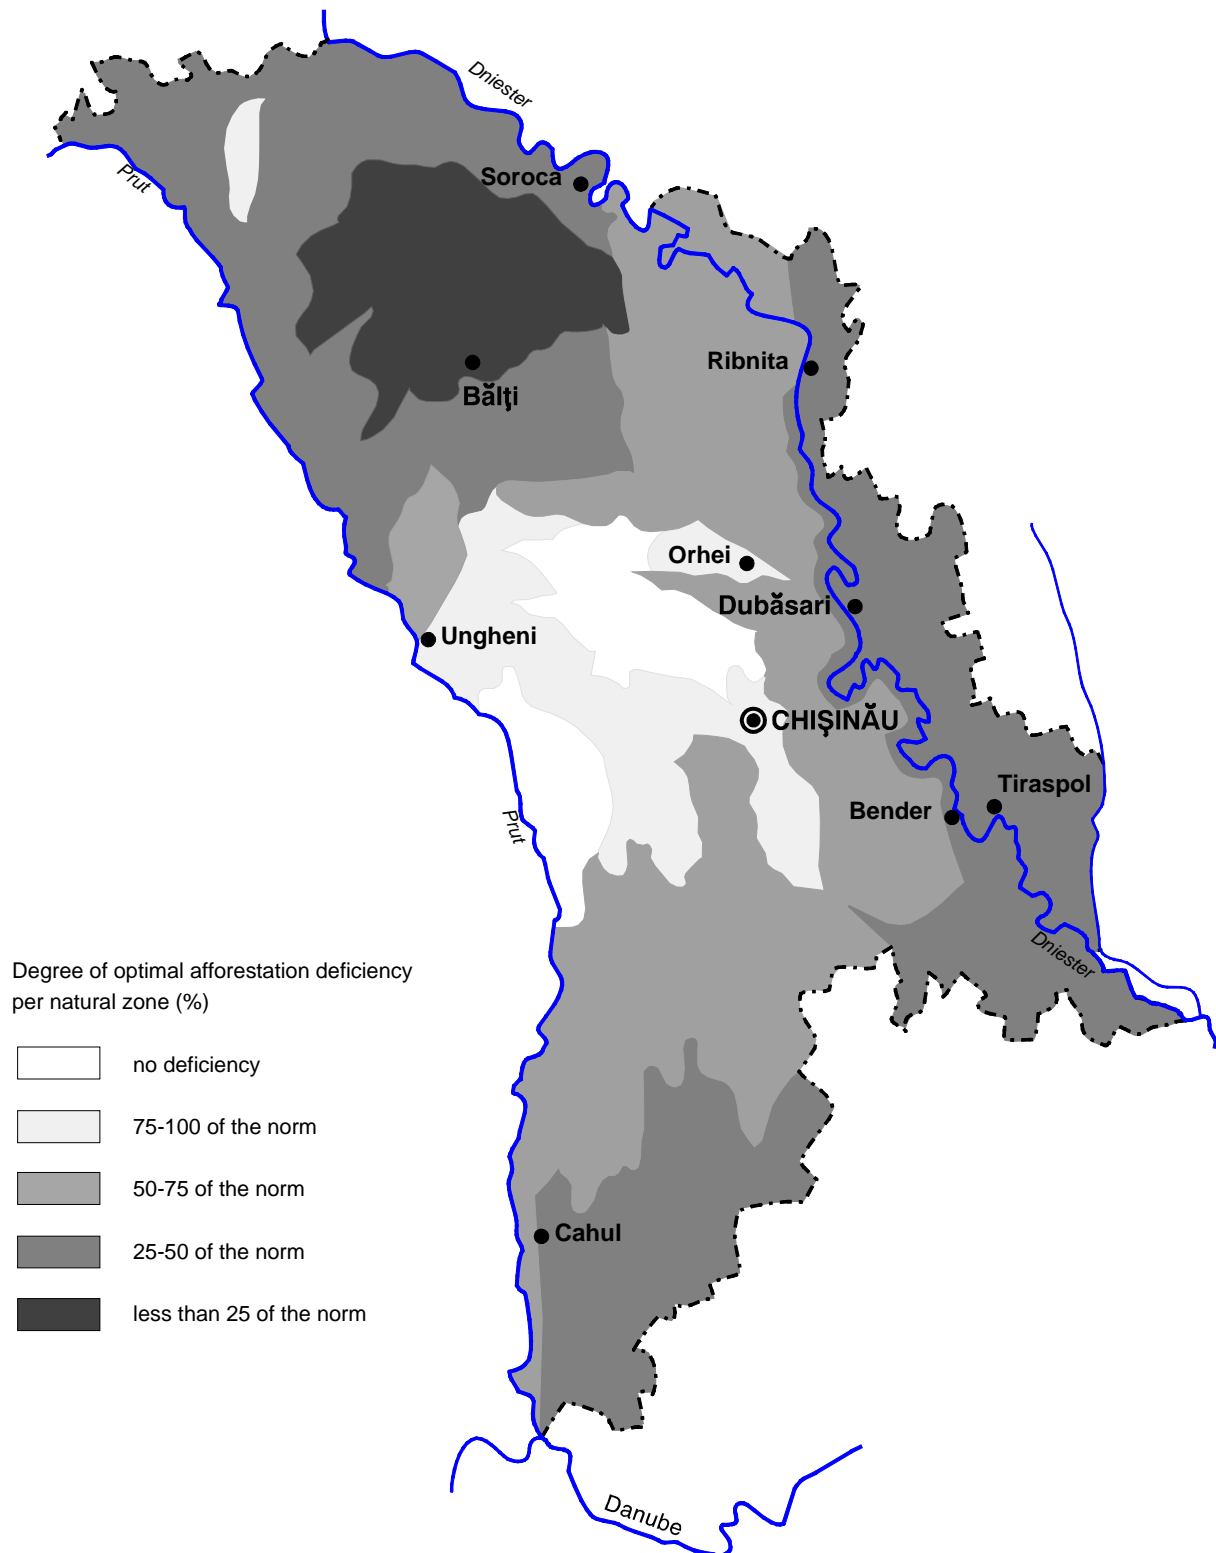 Dniester
Prut
Soroca
Ribnita
Bălţi
Orhei
Dubăsari
Ungheni
CHIŞINĂU
Tiraspol
Bender
Prut
Dniester
Degree of optimal afforestation deficiency
per natural zone (%)
no deficiency
75-100 of the norm
50-75 of the norm
25-50 of the norm
less than 25 of the norm
Cahul
Danube